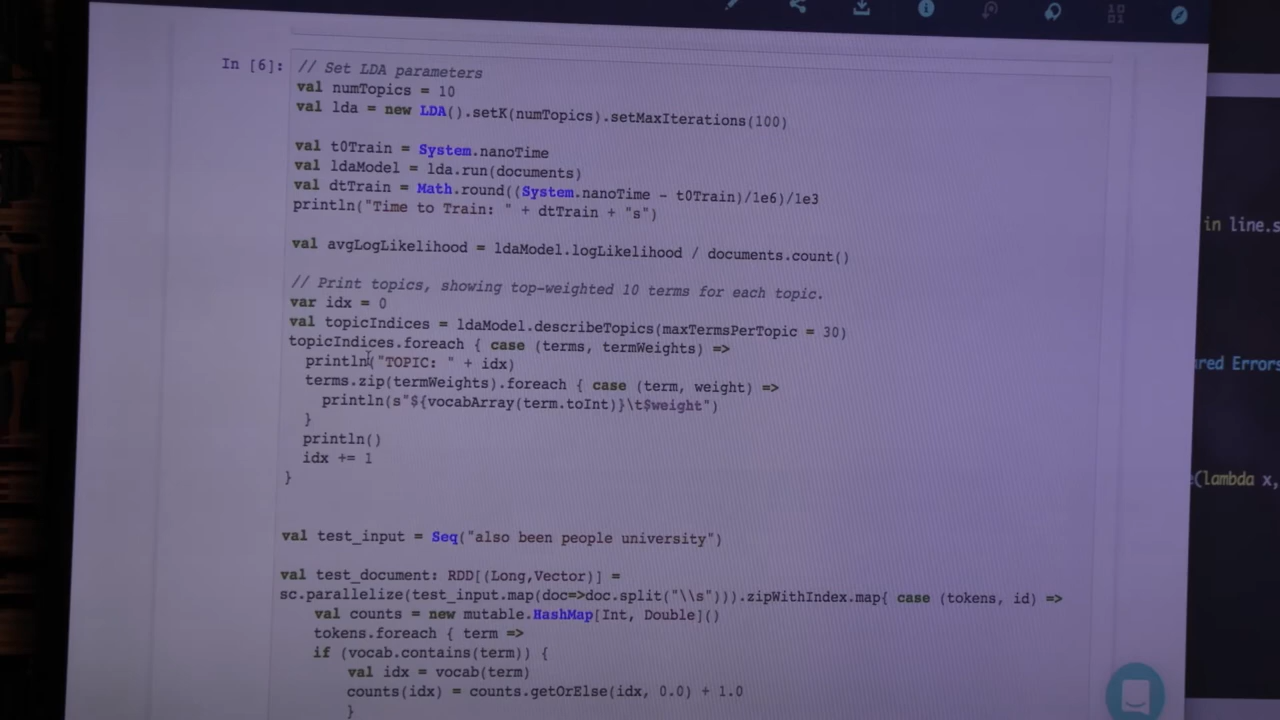 In [6]:
// Set LDA parameters
val numTopics = 10
val lda = new LDA().setK(numTopics).setMaxIterations(100)
val t0Train = System.nanoTime
val ldaModel = lda.run(documents)
val dtTrain = Math.round((System.nanoTime - t0Train)/1e6)/1e3
println("Time to Train: " + dtTrain + "s")
val avgLogLikelihood = ldaModel.logLikelihood / documents.count()
// Print topics, showing top-weighted 10 terms for each topic.
var idx = 0
val topicIndices = ldaModel.describeTopics(maxTermsPerTopic = 30)
topicIndices.foreach { case (terms, termWeights) =>
println("TOPIC: " + idx)
terms.zip(termWeights).foreach { case (term, weight) =>
println(s"${vocabArray(term.toInt)}\t$weight")
}
println()
idx += 1
}
val test_input = Seq("also been people university")
val test_document: RDD[(Long,Vector)] =
sc.parallelize(test_input.map(doc=>doc.split("\\s"))).zipWithIndex.map{ case (tokens, id) =>
val counts = new mutable.HashMap[Int, Double]()
tokens.foreach { term =>
if (vocab.contains(term)) {
val idx = vocab(term)
counts(idx) = counts.getOrElse(idx, 0.0) + 1.0
}
in line.s
red Errors
(lambda x,